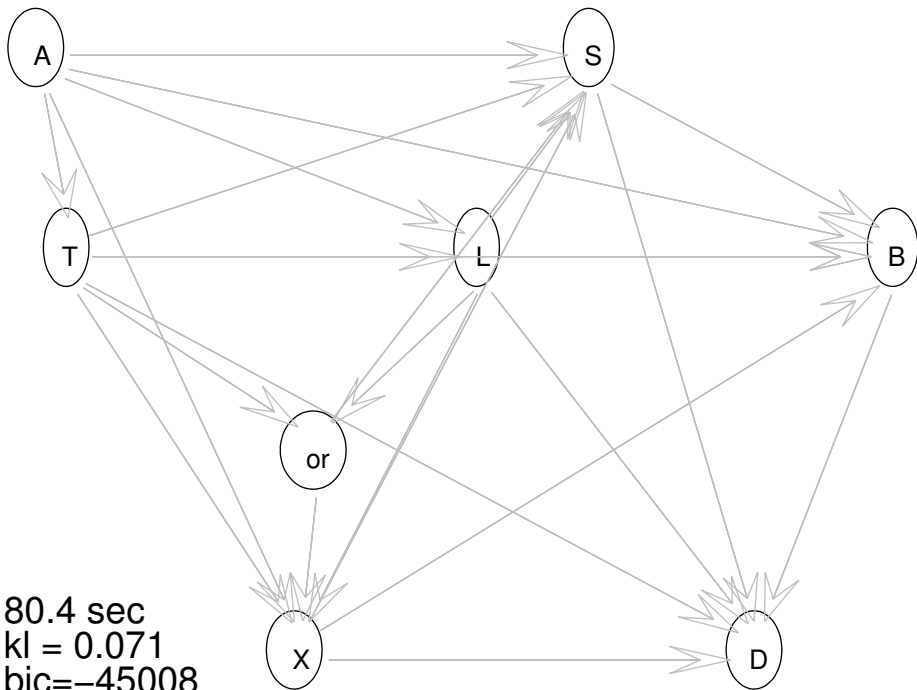 A
S
T
L
B
or
80.4 sec
kl = 0.071
X
D
bic=−45008